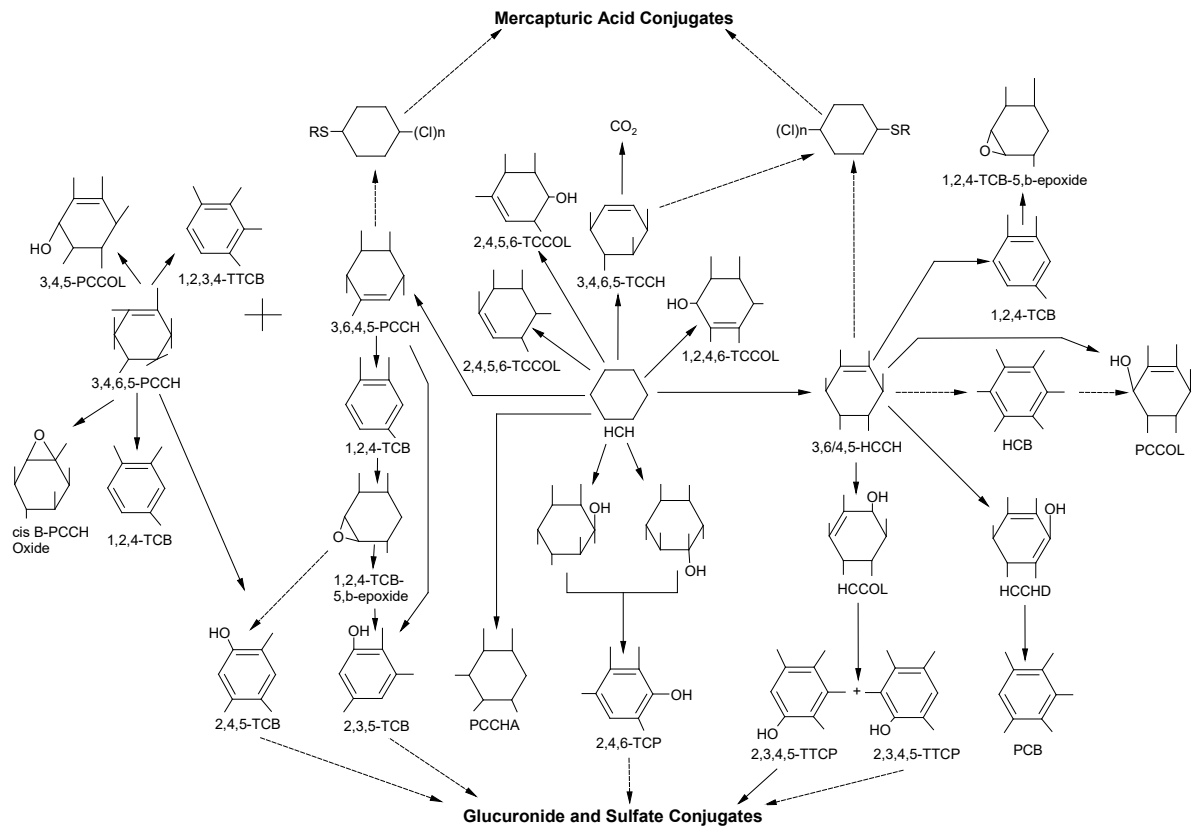 Mercapturic Acid Conjugates
RS
(Cl)n
CO2
(Cl)n
SR
O
1,2,4-TCB-5,b-epoxide
OH
2,4,5,6-TCCOL
3,4,6,5-TCCH
HO
3,4,5-PCCOL
1,2,3,4-TTCB
3,6,4,5-PCCH
2,4,5,6-TCCOL
HO
1,2,4,6-TCCOL
1,2,4-TCB
3,4,6,5-PCCH
HCH
3,6/4,5-HCCH
HCB
HO
PCCOL
O
cis B-PCCH
Oxide
1,2,4-TCB
1,2,4-TCB
O
1,2,4-TCB-
5,b-epoxide
OH
OH
OH
HCCOL
OH
HCCHD
HO
2,4,5-TCB
OH
2,3,5-TCB
PCCHA
OH
2,4,6-TCP
HO
2,3,4,5-TTCP
+
HO
2,3,4,5-TTCP
PCB
Glucuronide and Sulfate Conjugates